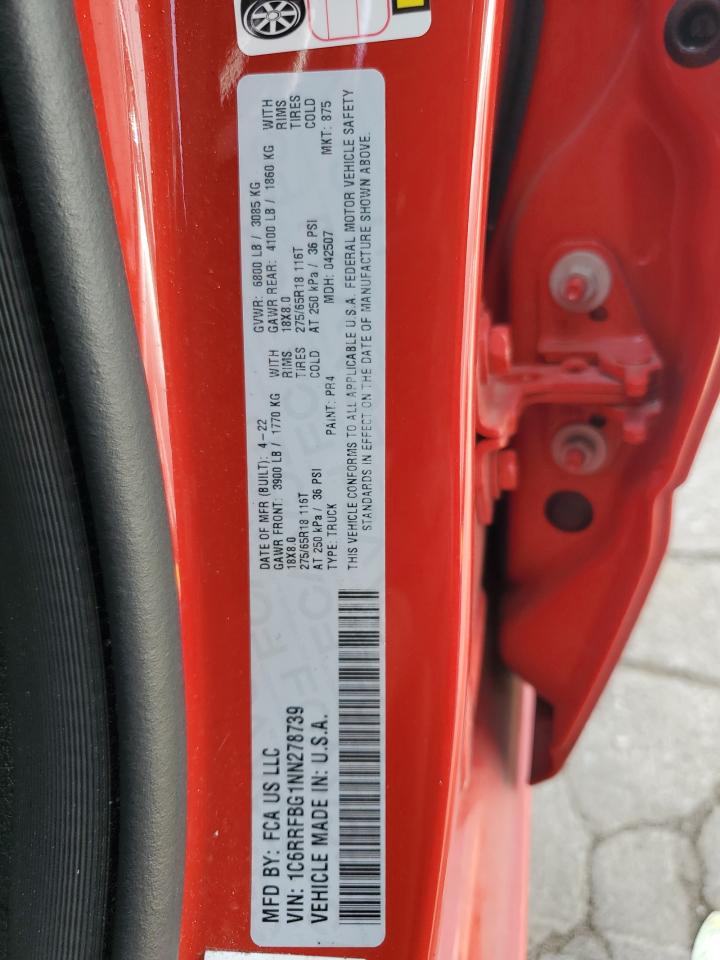 MFD BY: FCA US LLC
VIN: 1C6RRFBG1NN278739
VEHICLE MADE IN: U.S.A.
DATE OF MFR (BUILT): 4-22 GVWR: 6800 LB / 3085 KG
GAWR FRONT: 3900 LB / 1770 KG WITH GAWR REAR: 4100 LB / 1860 KG WITH
18X8.0 RIMS 18X8.0 RIMS
275/65R18 116T TIRES 275/65R18 116T TIRES
AT 250 kPa / 36 PSI COLD AT 250 kPa / 36 PSI COLD
TYPE: TRUCK PAINT: PR4 MDH: 042507 MKT: 875
THIS VEHICLE CONFORMS TO ALL APPLICABLE U.S.A. FEDERAL MOTOR VEHICLE SAFETY
STANDARDS IN EFFECT ON THE DATE OF MANUFACTURE SHOWN ABOVE.